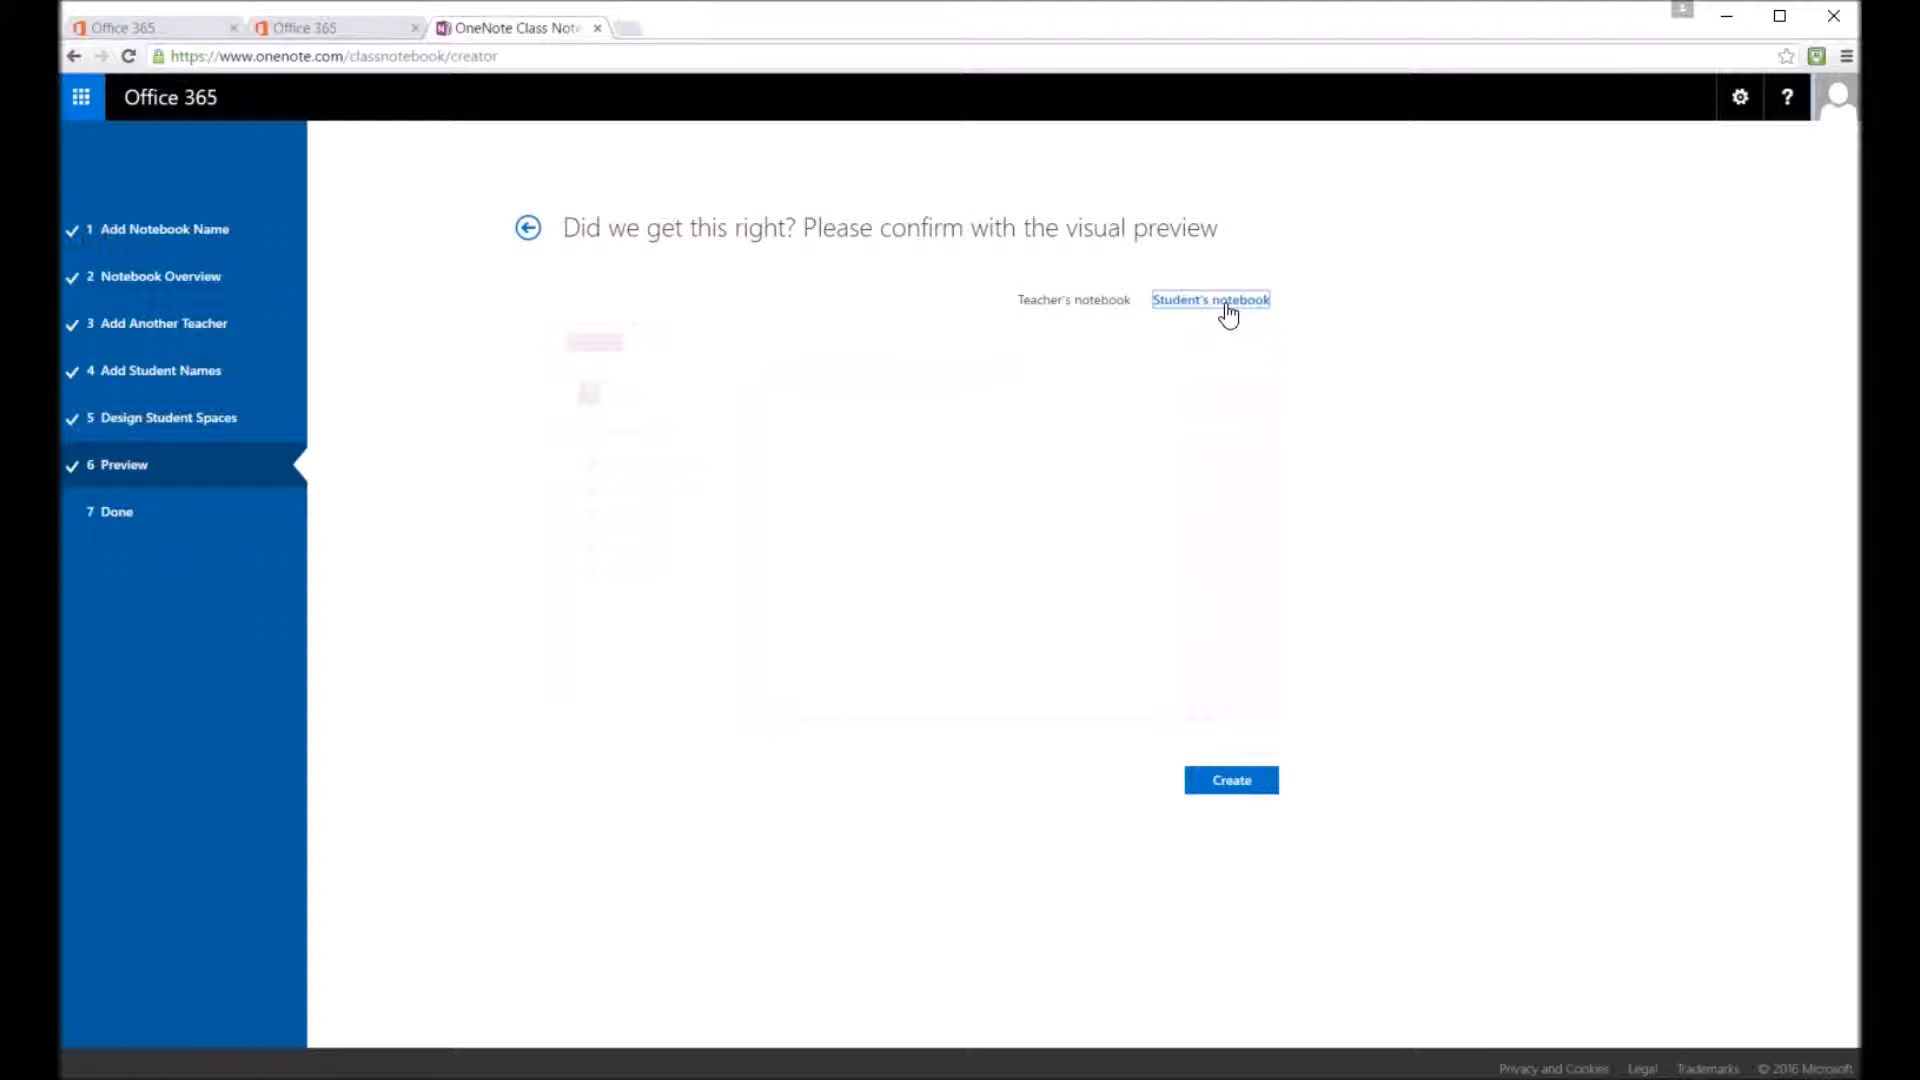 Office 365
Office 365
OneNote Class Note
https://www.onenote.com/classnotebook/creator
Office 365
?
1 Add Notebook Name
2 Notebook Overview
3 Add Another Teacher
4 Add Student Names
5 Design Student Spaces
6 Preview
7 Done
Did we get this right? Please confirm with the visual preview
Teacher's notebook
Student's notebook
Create
Privacy and Cookies
Legal
Trademarks
© 2016 Microsoft